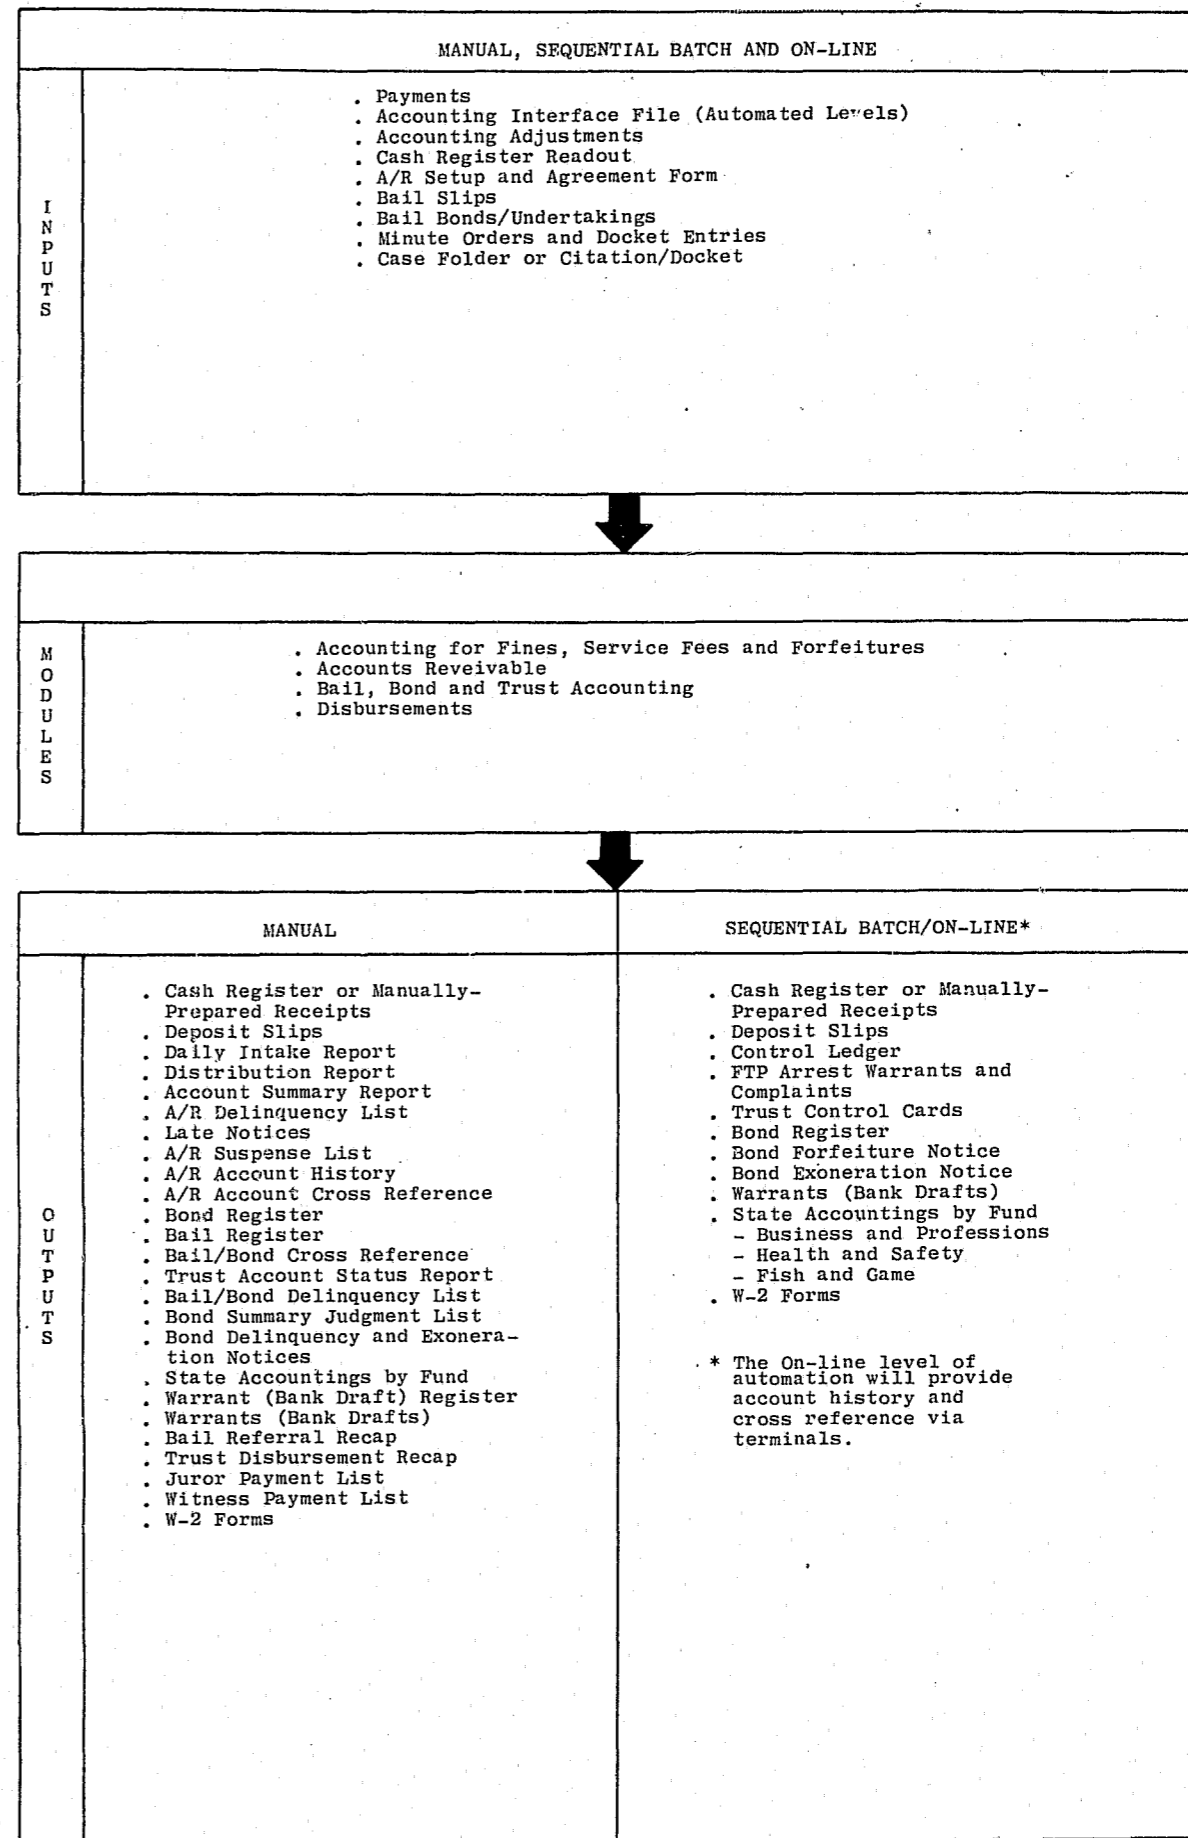 MANUAL, SEQUENTIAL BATCH AND ON-LINE
INPUTS
. Payments
. Accounting Interface File (Automated Levels)
. Accounting Adjustments
. Cash Register Readout
. A/R Setup and Agreement Form
. Bail Slips
. Bail Bonds/Undertakings
. Minute Orders and Docket Entries
. Case Folder or Citation/Docket
MODULES
. Accounting for Fines, Service Fees and Forfeitures
. Accounts Reveivable
. Bail, Bond and Trust Accounting
. Disbursements
OUTPUTS
MANUAL
. Cash Register or Manually-
Prepared Receipts
. Deposit Slips
. Daily Intake Report
. Distribution Report
. Account Summary Report
. A/R Delinquency List
. Late Notices
. A/R Suspense List
. A/R Account History
. A/R Account Cross Reference
. Bond Register
. Bail Register
. Bail/Bond Cross Reference
. Trust Account Status Report
. Bail/Bond Delinquency List
. Bond Summary Judgment List
. Bond Delinquency and Exonera-
tion Notices
. State Accountings by Fund
. Warrant (Bank Draft) Register
. Warrants (Bank Drafts)
. Bail Referral Recap
. Trust Disbursement Recap
. Juror Payment List
. Witness Payment List
. W-2 Forms
SEQUENTIAL BATCH/ON-LINE*
. Cash Register or Manually-
Prepared Receipts
. Deposit Slips
. Control Ledger
. FTP Arrest Warrants and
Complaints
. Trust Control Cards
. Bond Register
. Bond Forfeiture Notice
. Bond Exoneration Notice
. Warrants (Bank Drafts)
. State Accountings by Fund
- Business and Professions
- Health and Safety
- Fish and Game
. W-2 Forms
* The On-line level of
automation will provide
account history and
cross reference via
terminals.